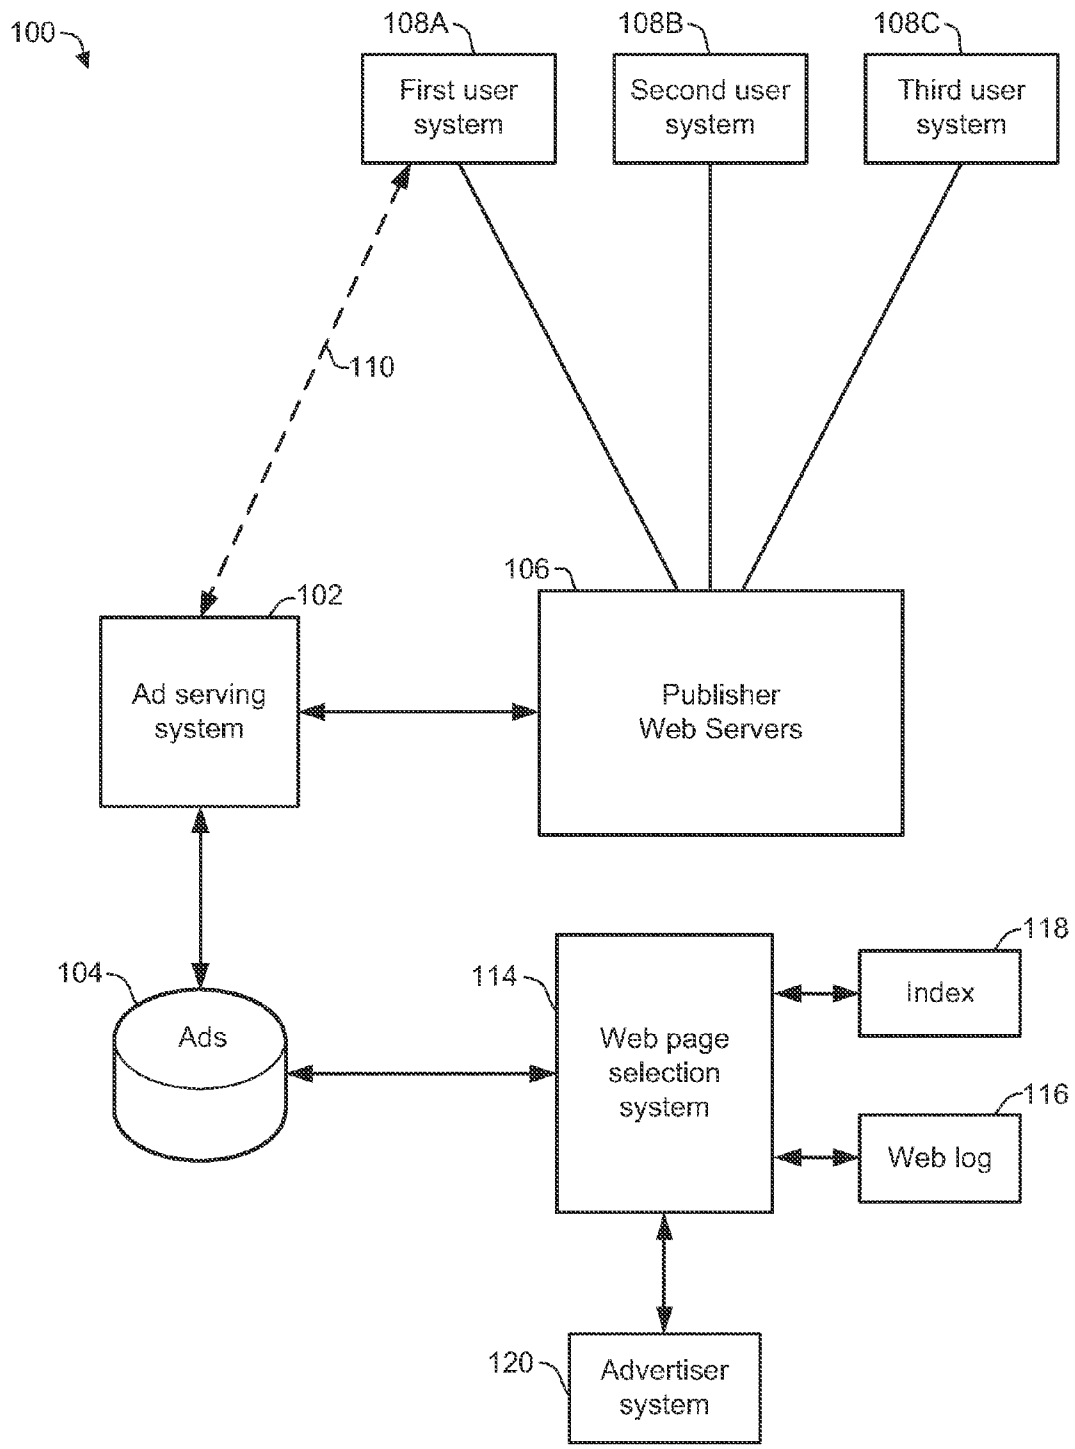 100
108A
108B
108C
First user
system
Second user
system
Third user
system
110
102
106
Ad serving
system
Publisher
Web Servers
104
Ads
114
Web page
selection
system
118
Index
116
Web log
120
Advertiser
system